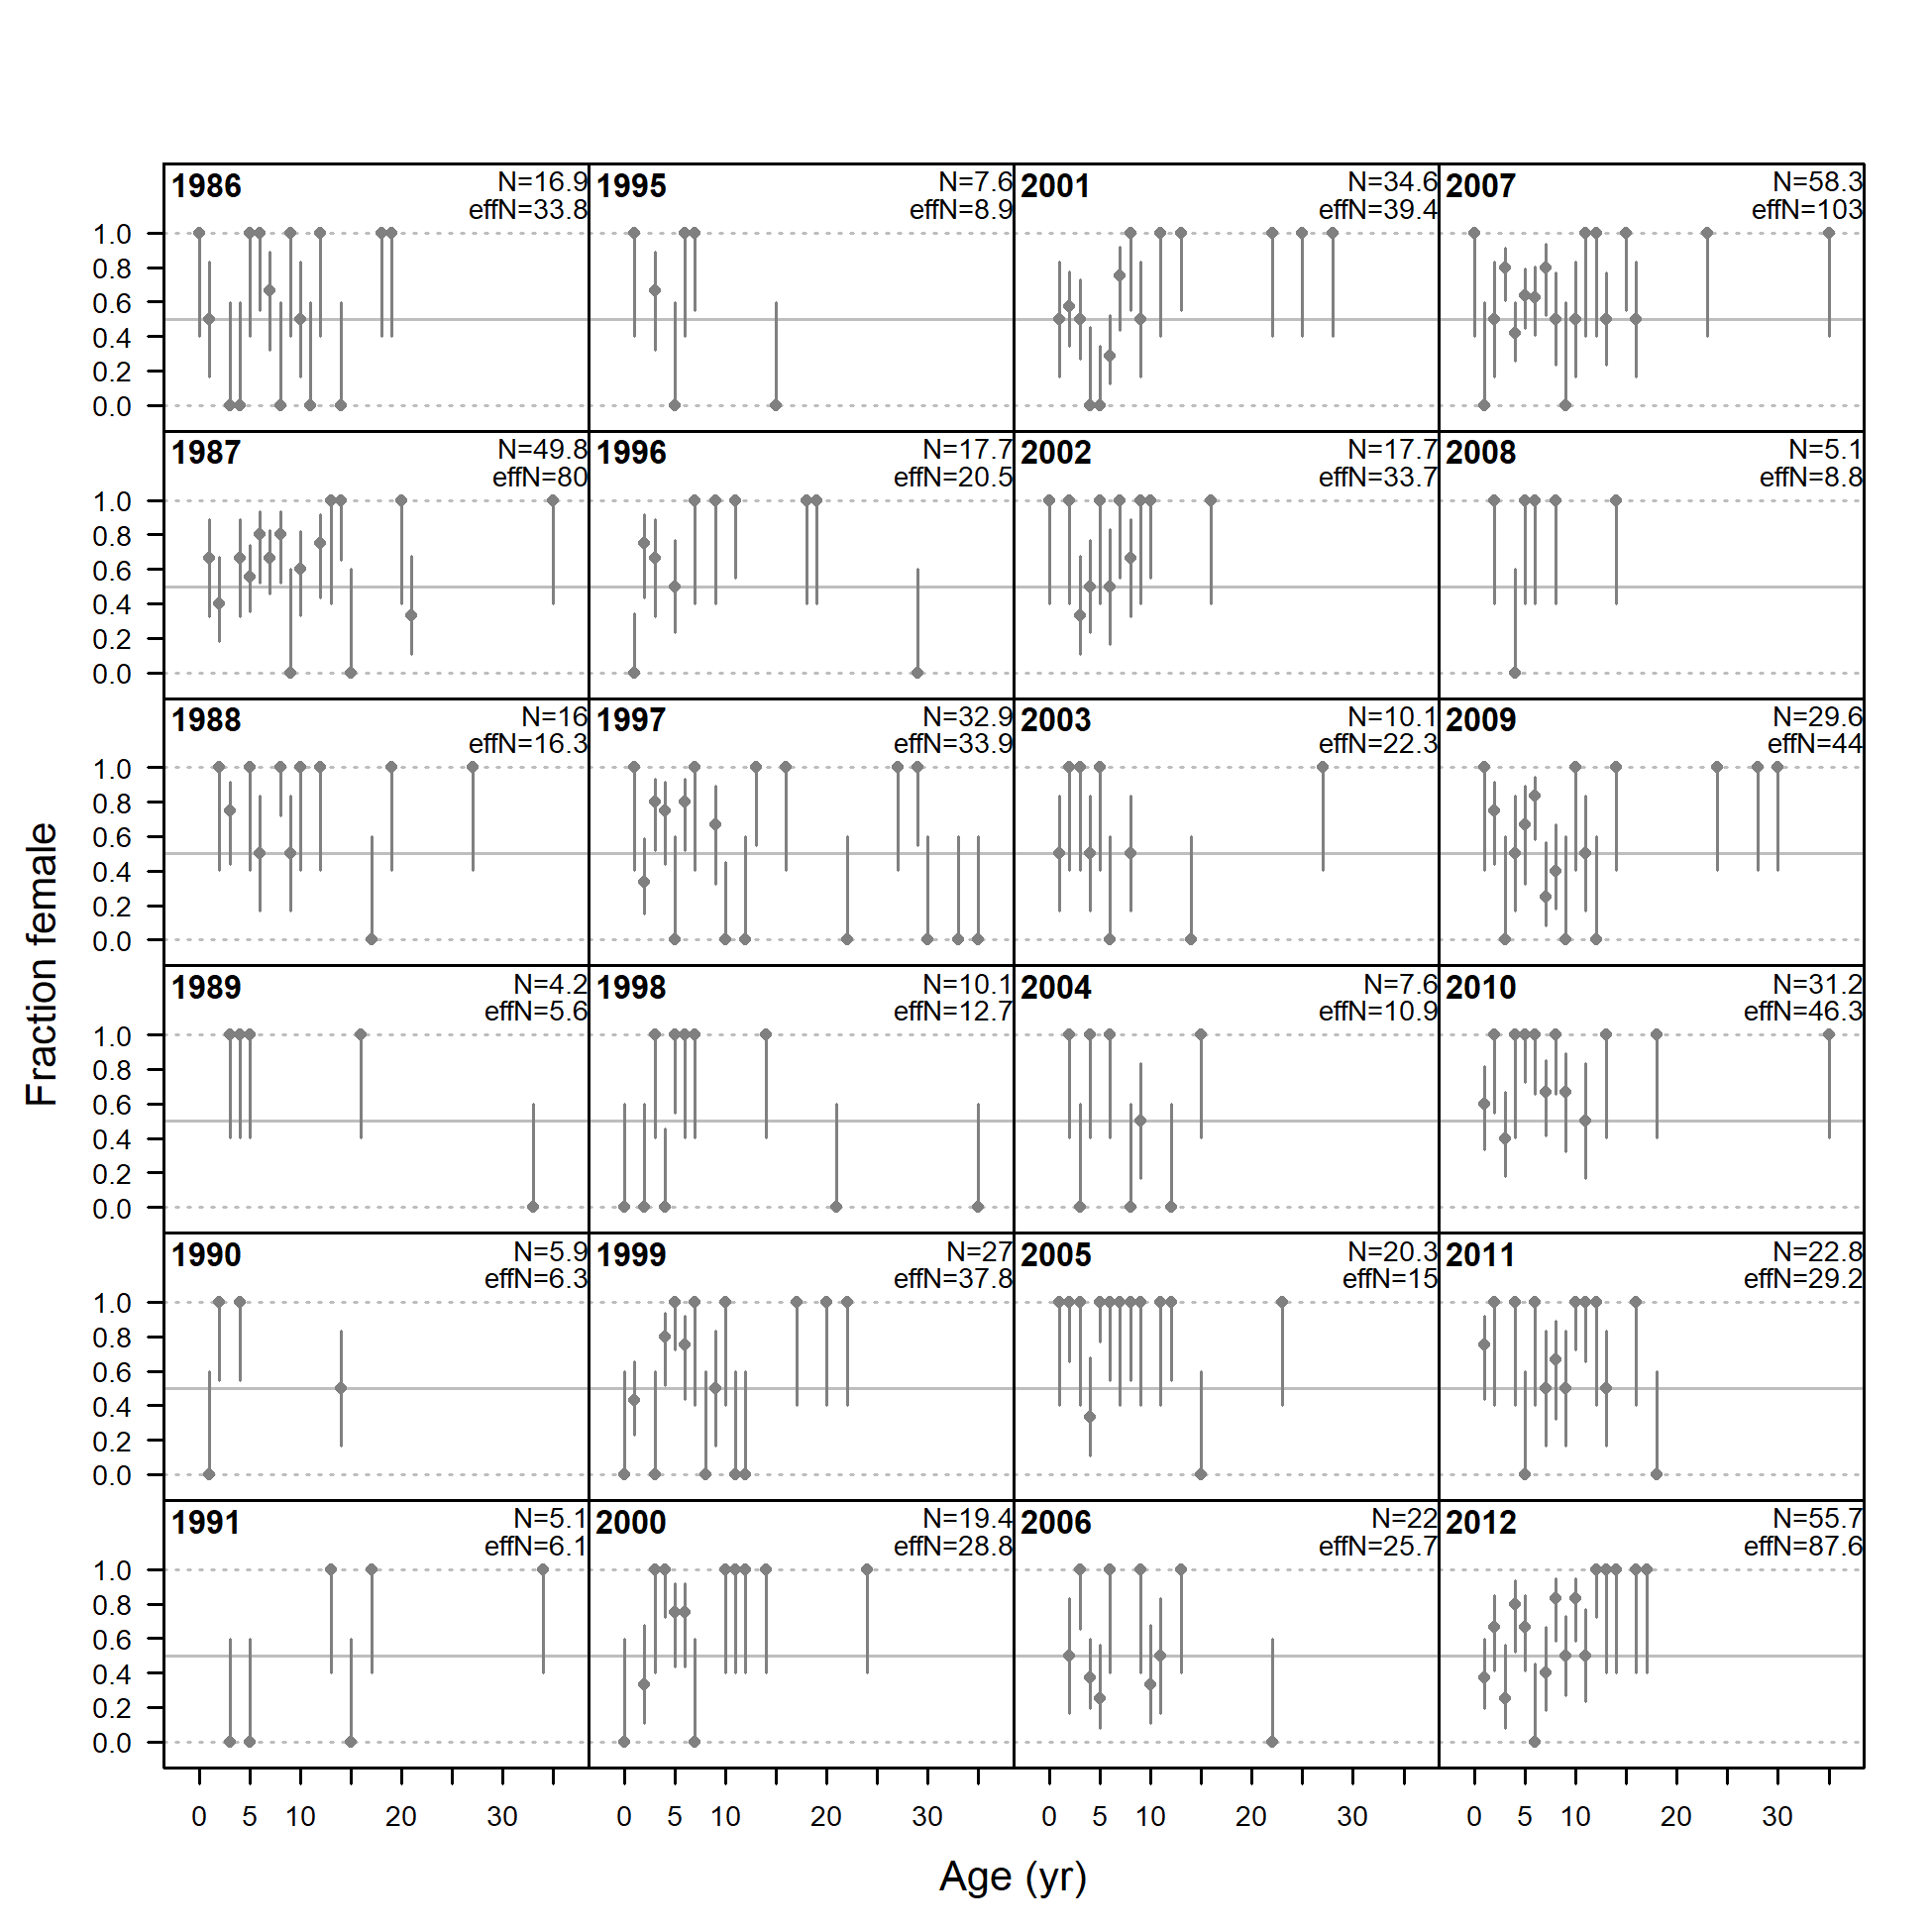 1986
N=16.9
effN=33.8
1995
N=7.6
effN=8.9
2001
N=34.6
effN=39.4
2007
N=58.3
effN=103
1.0
0.8
0.6
0.4
0.2
0.0
1987
N=49.8
effN=80
1996
N=17.7
effN=20.5
2002
N=17.7
effN=33.7
2008
N=5.1
effN=8.8
1.0
0.8
0.6
0.4
0.2
0.0
1988
N=16
effN=16.3
1997
N=32.9
effN=33.9
2003
N=10.1
effN=22.3
2009
N=29.6
effN=44
1.0
0.8
0.6
0.4
0.2
0.0
1989
N=4.2
effN=5.6
1998
N=10.1
effN=12.7
2004
N=7.6
effN=10.9
2010
N=31.2
effN=46.3
1.0
0.8
0.6
0.4
0.2
0.0
1990
N=5.9
effN=6.3
1999
N=27
effN=37.8
2005
N=20.3
effN=15
2011
N=22.8
effN=29.2
1.0
0.8
0.6
0.4
0.2
0.0
1991
N=5.1
effN=6.1
2000
N=19.4
effN=28.8
2006
N=22
effN=25.7
2012
N=55.7
effN=87.6
1.0
0.8
0.6
0.4
0.2
0.0
0 5 10 20 30
0 5 10 20 30
0 5 10 20 30
0 5 10 20 30
Age (yr)
Fraction female